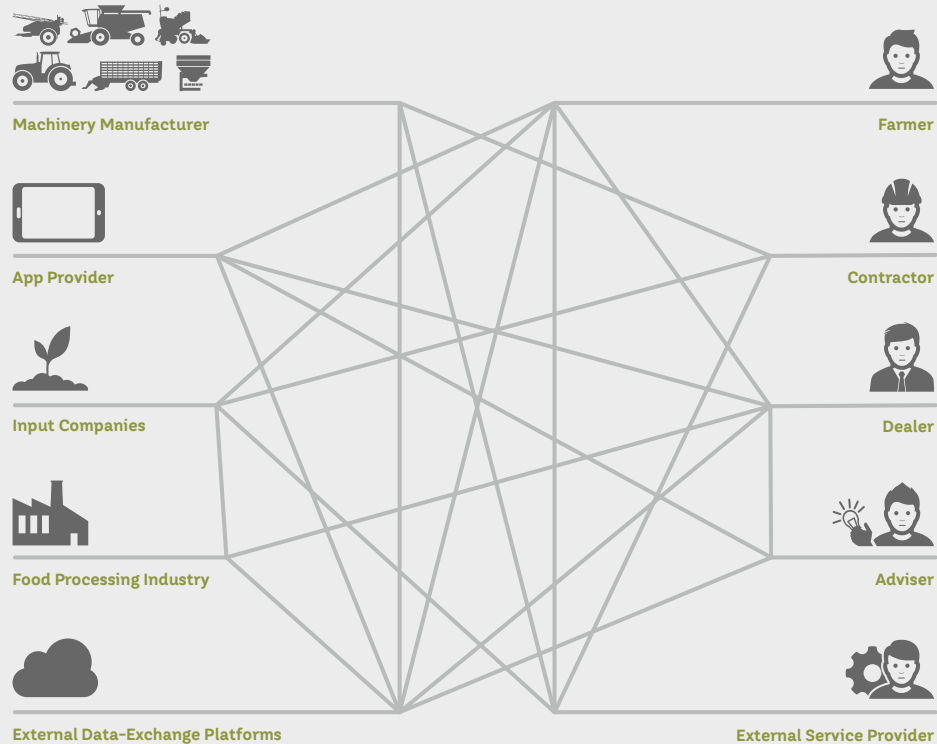 Machinery Manufacturer
Farmer
App Provider
Contractor
Input Companies
Dealer
Food Processing Industry
Adviser
External Data-Exchange Platforms
External Service Provider